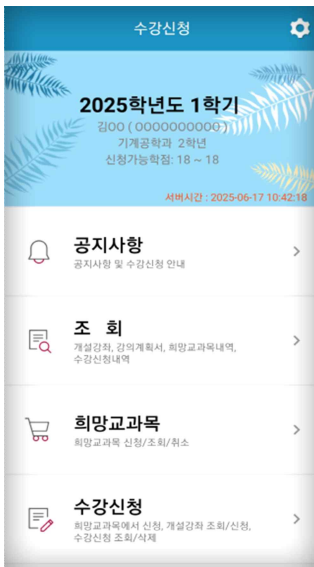 수강신청
2025학년도 1학기
김OO ( OOOOOOOOOO )
기계공학과 2학년
신청가능학점: 18 ~ 18
서버시간 : 2025-06-17 10:42:18
공지사항
공지사항 및 수강신청 안내
조 회
개설강좌, 강의계획서, 희망교과목내역,
수강신청내역
희망교과목
희망교과목 신청/조회/취소
수강신청
희망교과목에서 신청, 개설강좌 조회/신청,
수강신청 조회/삭제